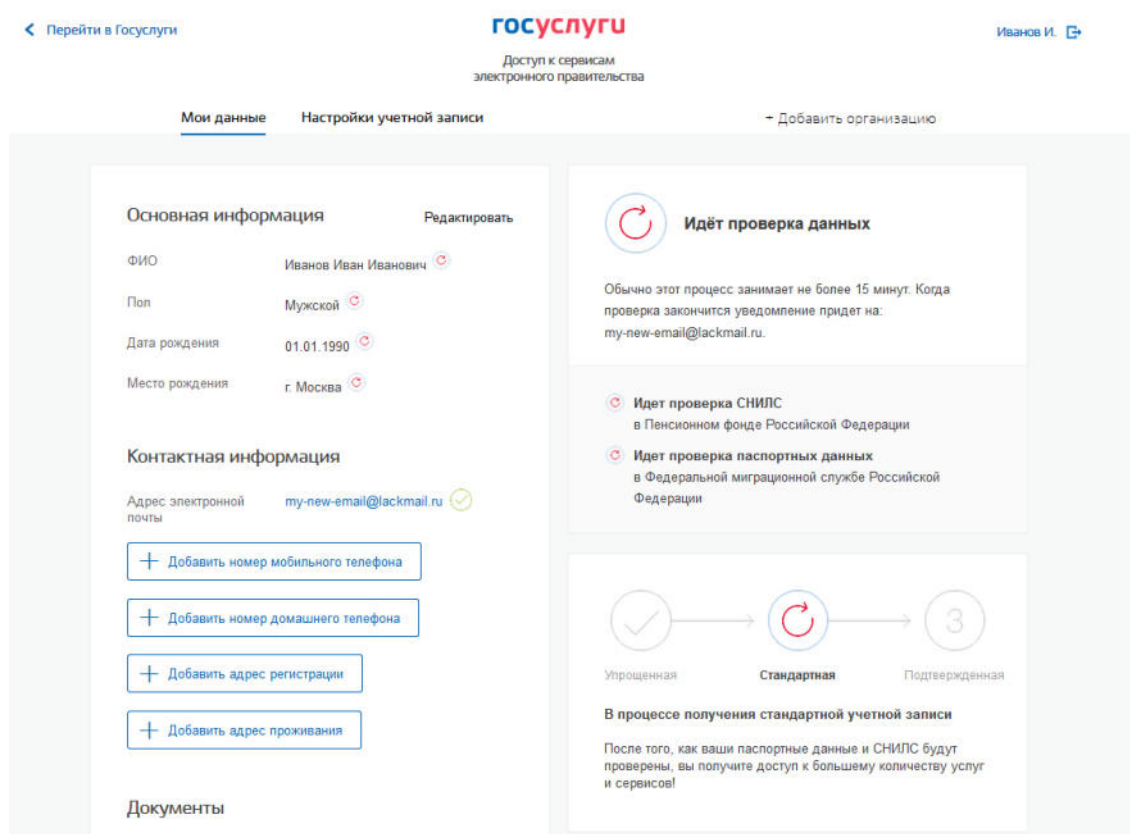 Перейти в Госуслуги
госуслуги
Иванов И.
Доступ к сервисам
электронного правительства
Мои данные
Настройки учетной записи
+ Добавить организацию
Основная информация
Редактировать
ФИО
Иванов Иван Иванович
Пол
Мужской
Дата рождения
01.01.1990
Место рождения
г. Москва
Контактная информация
Адрес электронной
почты
my-new-email@lackmail.ru
Добавить номер мобильного телефона
Добавить номер домашнего телефона
Добавить адрес регистрации
Добавить адрес проживания
Документы
Идёт проверка данных
Обычно этот процесс занимает не более 15 минут. Когда
проверка закончится уведомление придет на:
my-new-email@lackmail.ru.
Идет проверка СНИЛС
в Пенсионном фонде Российской Федерации
Идет проверка паспортных данных
в Федеральной миграционной службе Российской
Федерации
3
Упрощенная
Стандартная
Подтвержденная
В процессе получения стандартной учетной записи
После того, как ваши паспортные данные и СНИЛС будут
проверены, вы получите доступ к большему количеству услуг
и сервисов!